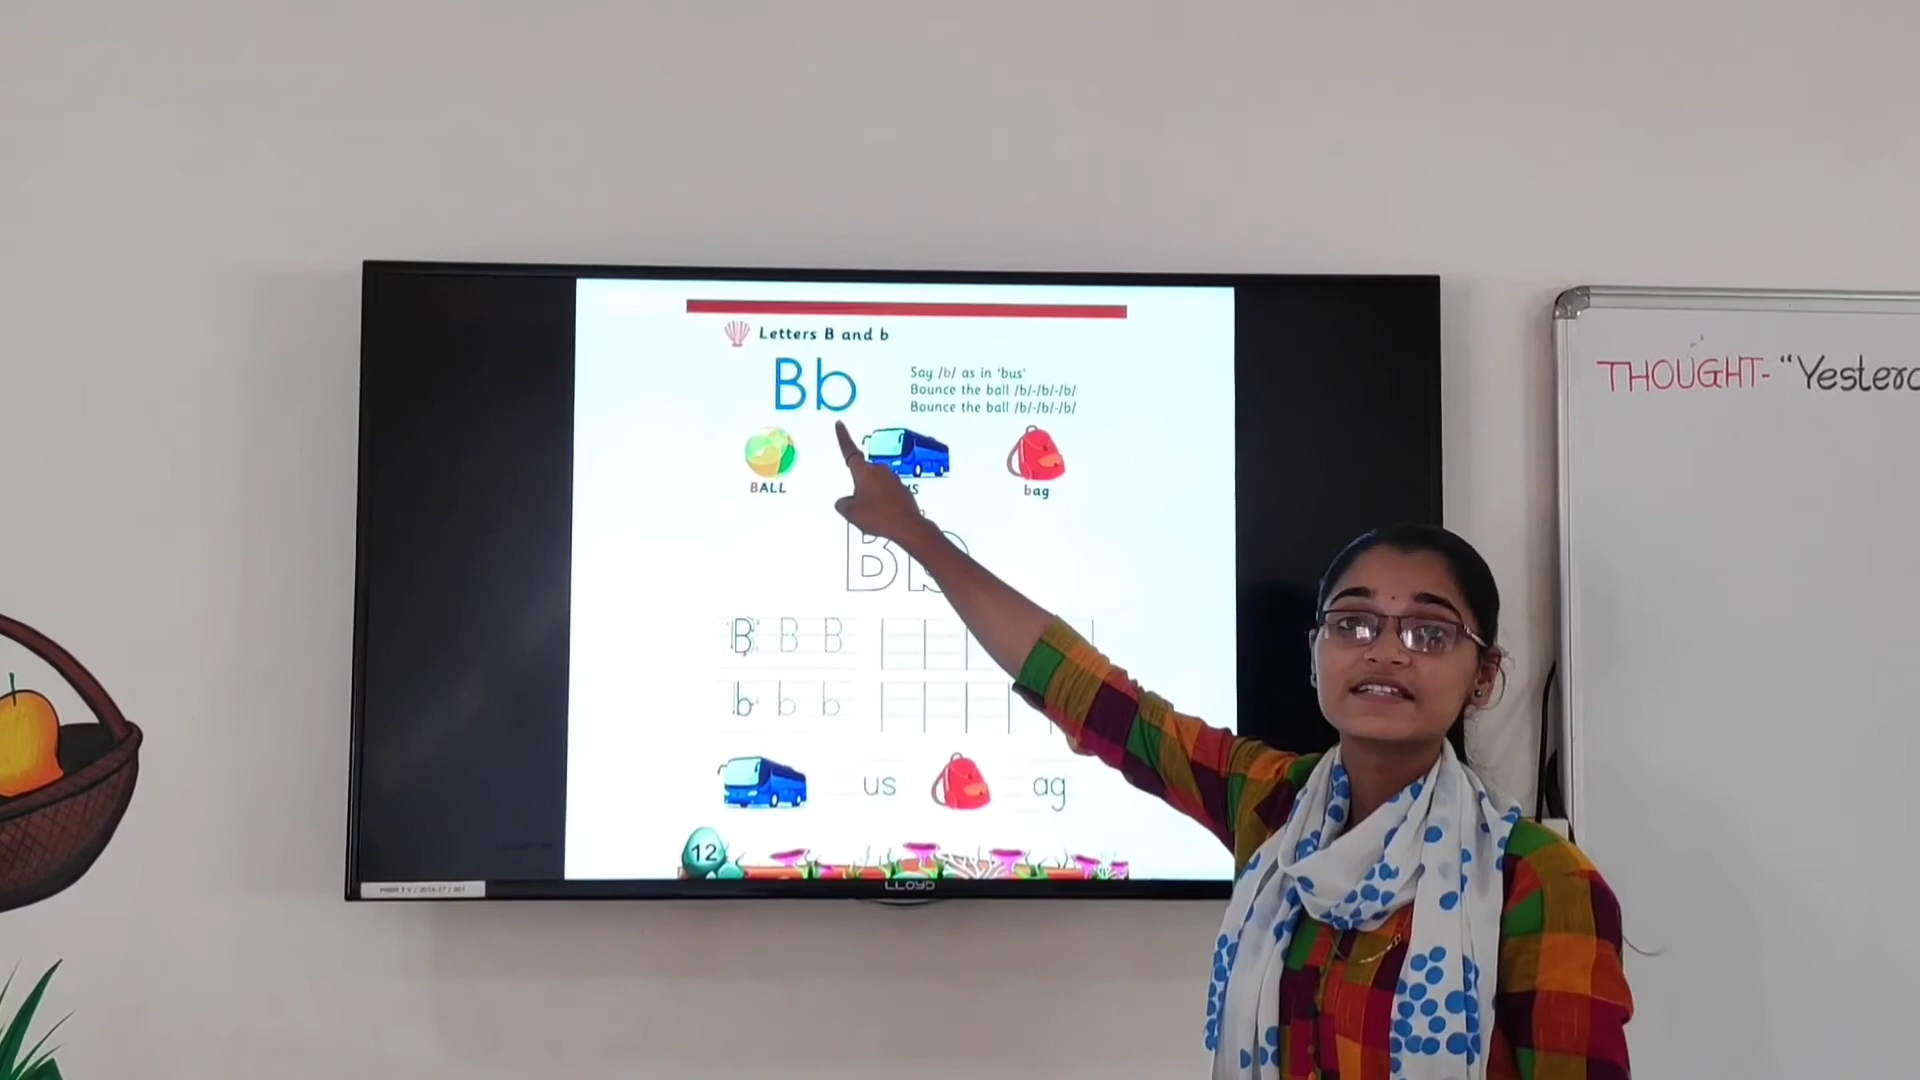 Letters B and b
Bb
Say /b/ as in 'bus'
Bounce the ball /b/-/b/-/b/
Bounce the ball /b/-/b/-/b/
BALL
bag
Bb
B B B
b b b
us
ag
12
LLOYD
THOUGHT- "Yesterd